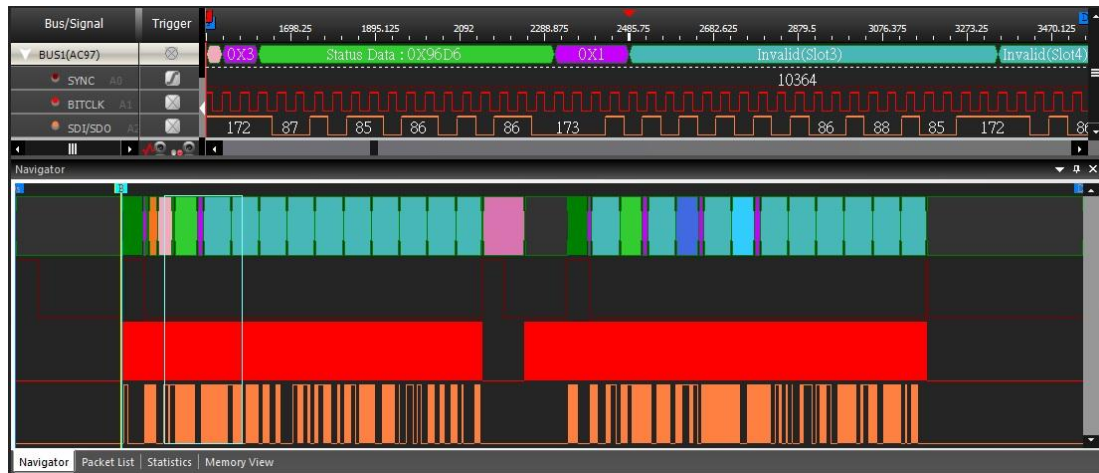 Bus/Signal Trigger 1698.25 1895.125 2092 2288.875 2485.75 2682.625 2879.5 3076.375 3273.25 3470.125
BUS1(AC97) 0X3 Status Data : 0X96D6 0X1 Invalid(Slot3) Invalid(Slot4)
SYNC A0 10364
BITCLK A1
SDI/SDO 172 87 85 86 86 173 86 88 85 172
Navigator
Navigator Packet List Statistics Memory View